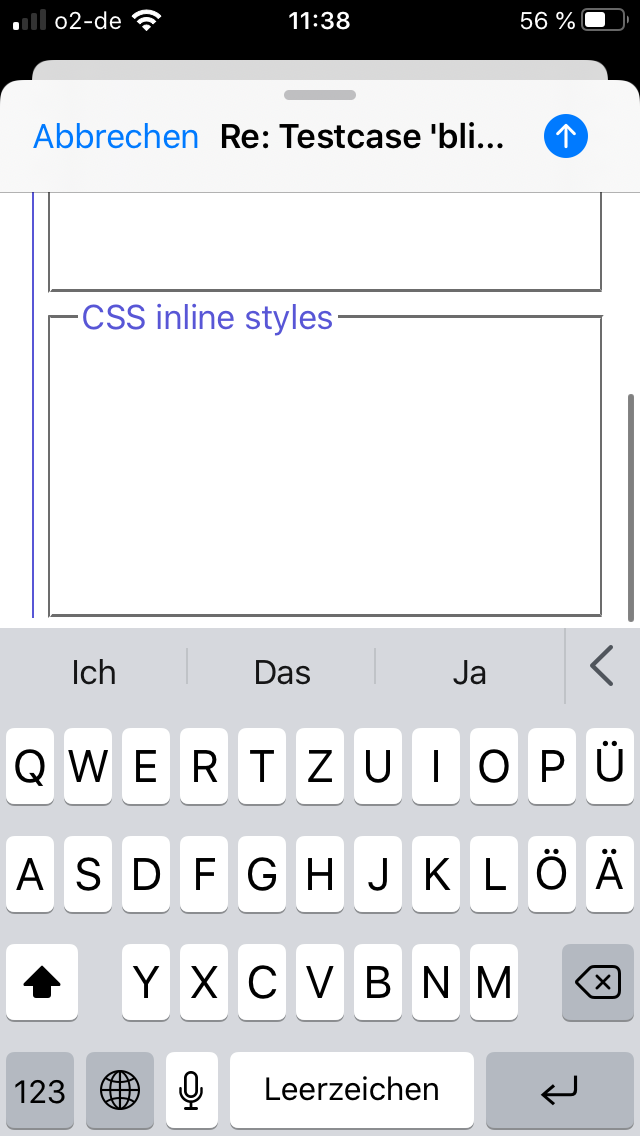 o2-de 11:38 56 %
Abbrechen Re: Testcase 'bli...
CSS inline styles
Ich Das Ja
Q W E R T Z U I O P Ü
A S D F G H J K L Ö Ä
Y X C V B N M
123 Leerzeichen